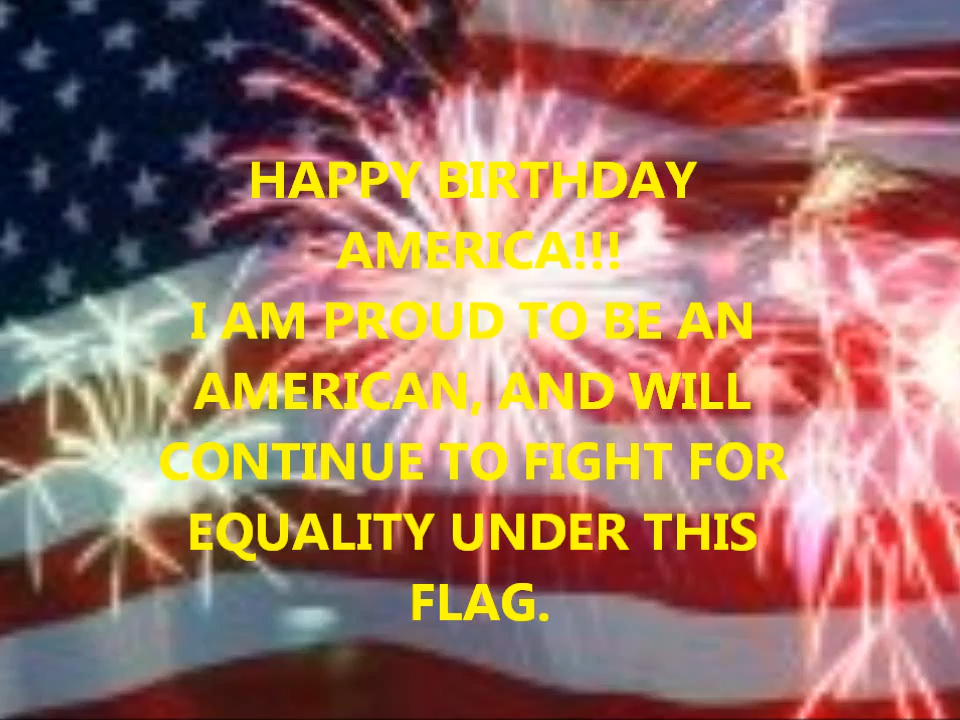 HAPPY BIRTHDAY
AMERICA!!!
I AM PROUD TO BE AN
AMERICAN, AND WILL
CONTINUE TO FIGHT FOR
EQUALITY UNDER THIS
FLAG.